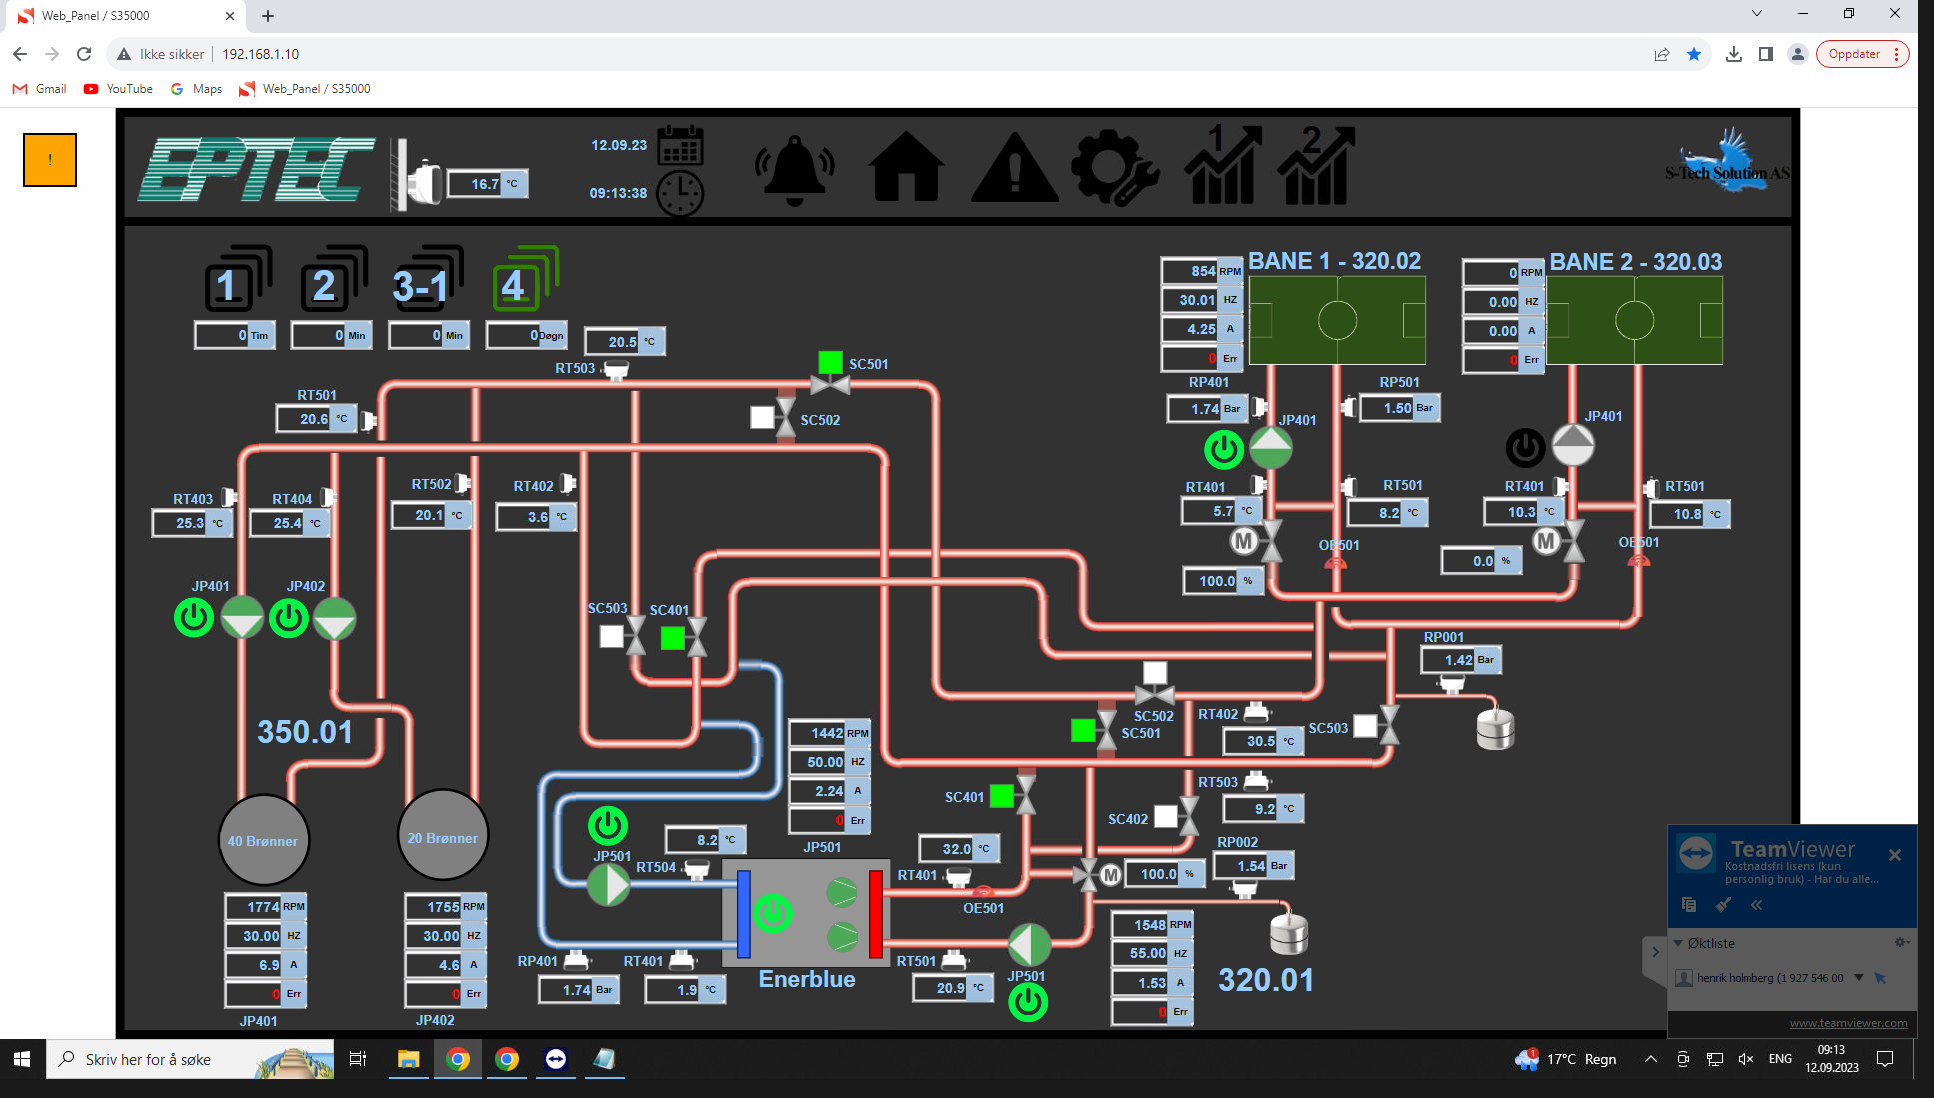 Web_Panel / S35000
Ikke sikker
192.168.1.10
Oppdater
Gmail
YouTube
Maps
Web_Panel / S35000
!
EPTEC
16.7 °C
12.09.23
09:13:38
1
2
S-Tech Solution AS
1
2
3-1
4
0 Tim
0 Min
0 Min
0 Døgn
20.5 °C
RT503
SC501
SC502
RT501
20.6 °C
RT403
25.3 °C
RT404
25.4 °C
RT502
20.1 °C
RT402
3.6 °C
BANE 1 - 320.02
854 RPM
30.01 HZ
4.25 A
0 Err
RP401
1.74 Bar
RP501
1.50 Bar
JP401
RT401
5.7 °C
RT501
8.2 °C
M
OE501
100.0 %
BANE 2 - 320.03
0 RPM
0.00 HZ
0.00 A
0 Err
JP401
RT401
10.3 °C
RT501
10.8 °C
M
OE501
0.0 %
JP401
JP402
SC503
SC401
350.01
40 Brønner
20 Brønner
1774 RPM
30.00 HZ
6.9 A
0 Err
JP401
1755 RPM
30.00 HZ
4.6 A
0 Err
JP402
1442 RPM
50.00 HZ
2.24 A
0 Err
JP501
8.2 °C
JP501
RT504
Enerblue
RP401
1.74 Bar
RT401
1.9 °C
32.0 °C
RT401
OE501
RT501
20.9 °C
JP501
SC401
SC502
SC501
RT402
30.5 °C
RT503
9.2 °C
SC402
SC503
RP001
1.42 Bar
RP002
1.54 Bar
M
100.0 %
1548 RPM
55.00 HZ
1.53 A
0 Err
320.01
TeamViewer
Kostnadsfri lisens (kun
personlig bruk) - Har du alle...
Øktliste
henrik holmberg (1 927 546 00
www.teamviewer.com
Skriv her for å søke
1
17°C Regn
ENG
09:13
12.09.2023